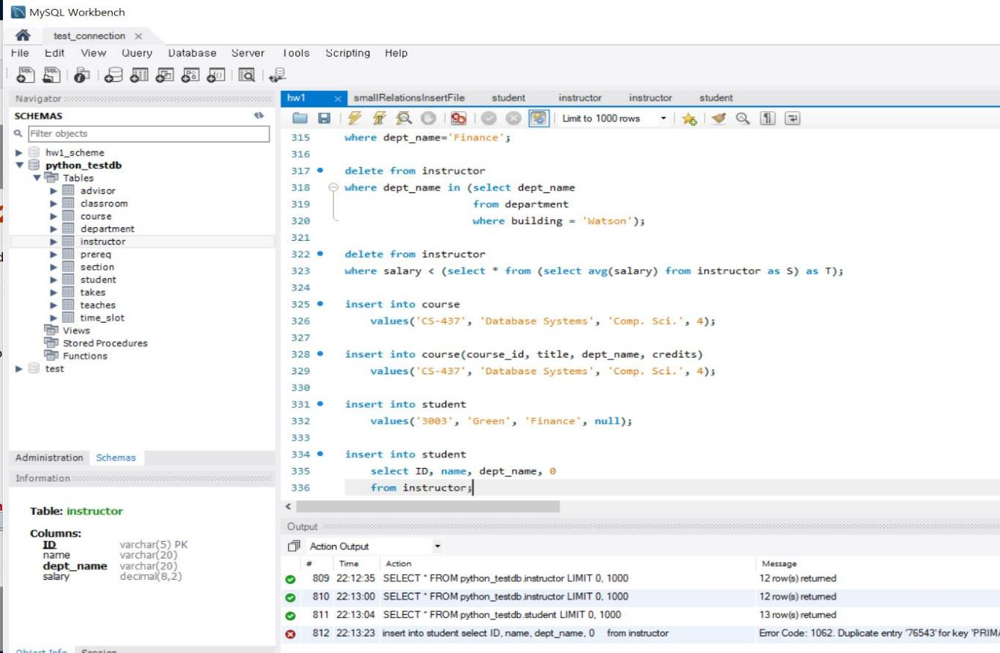 MySQL Workbench
test_connection
File Edit View Query Database Server Tools Scripting Help
Navigator
SCHEMAS
Filter objects
hw1_scheme
python_testdb
Tables
advisor
classroom
course
department
instructor
prereq
section
student
takes
teaches
time_slot
Views
Stored Procedures
Functions
test
Administration Schemas
Information
Table: instructor
Columns:
ID varchar(5) PK
name varchar(20)
dept_name varchar(20)
salary decimal(8,2)
Object Info Session
hw1 smallRelationsInsertFile student instructor instructor student
Limit to 1000 rows
315 where dept_name='Finance';
316
317 delete from instructor
318 where dept_name in (select dept_name
319 from department
320 where building = 'Watson');
321
322 delete from instructor
323 where salary < (select * from (select avg(salary) from instructor as S) as T);
324
325 insert into course
326 values('CS-437', 'Database Systems', 'Comp. Sci.', 4);
327
328 insert into course(course_id, title, dept_name, credits)
329 values('CS-437', 'Database Systems', 'Comp. Sci.', 4);
330
331 insert into student
332 values('3003', 'Green', 'Finance', null);
333
334 insert into student
335 select ID, name, dept_name, 0
336 from instructor;
Output
Action Output
# Time Action Message
809 22:12:35 SELECT * FROM python_testdb.instructor LIMIT 0, 1000 12 row(s) returned
810 22:13:00 SELECT * FROM python_testdb.instructor LIMIT 0, 1000 12 row(s) returned
811 22:13:04 SELECT * FROM python_testdb.student LIMIT 0, 1000 13 row(s) returned
812 22:13:23 insert into student select ID, name, dept_name, 0 from instructor Error Code: 1062. Duplicate entry '76543' for key 'PRIMA